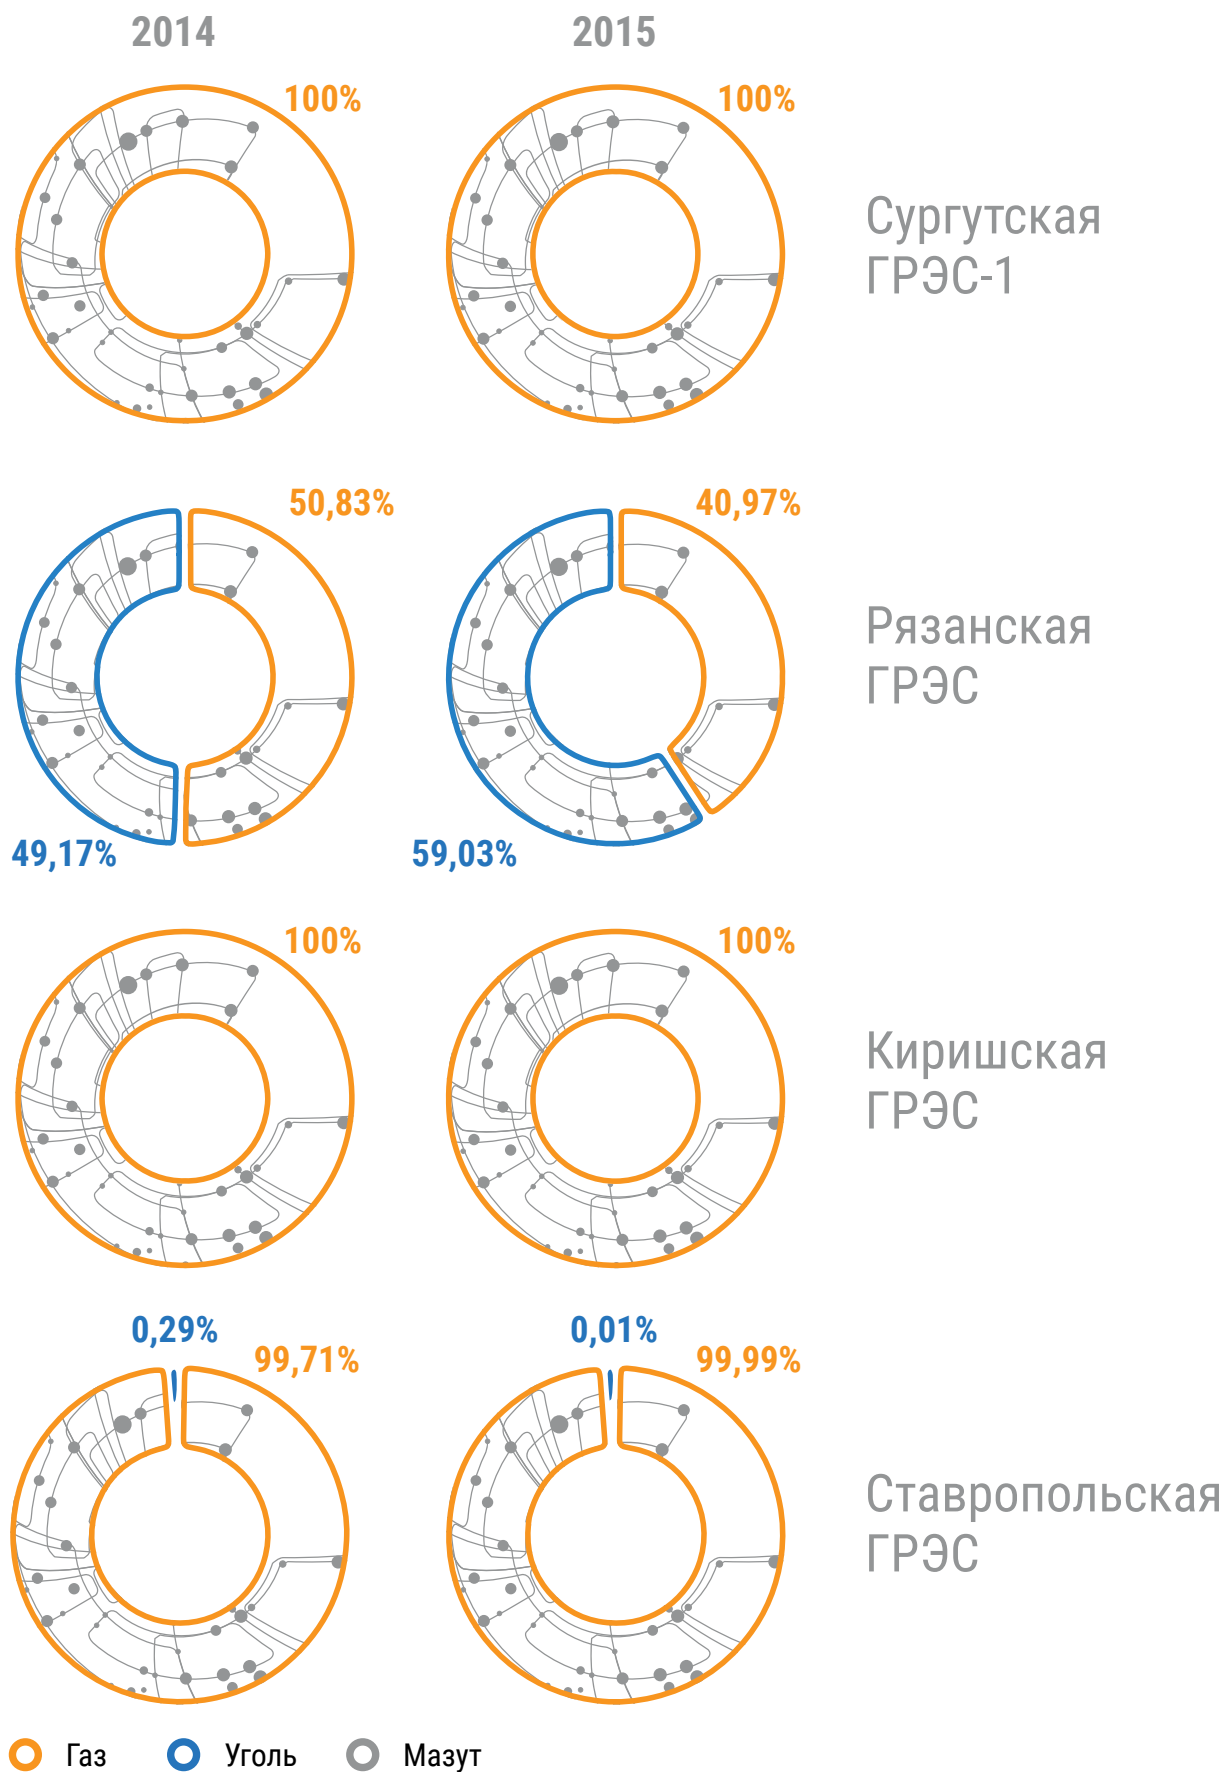 2014
2015
100%
100%
Сургутская
ГРЭС-1
50,83%
40,97%
Рязанская
ГРЭС
49,17%
59,03%
100%
100%
Киришская
ГРЭС
0,29%
0,01%
99,71%
99,99%
Ставропольская
ГРЭС
Газ
Уголь
Мазут